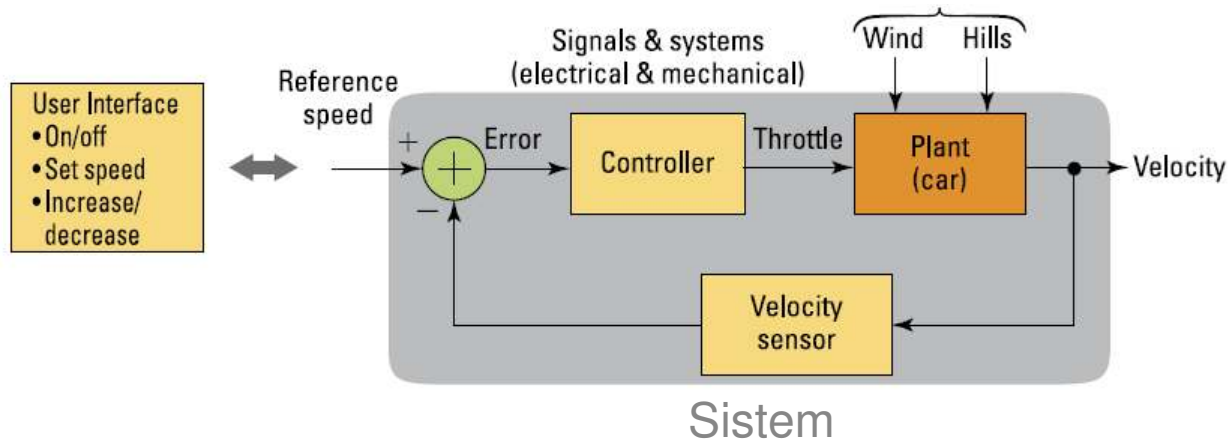 Signals & systems
(electrical & mechanical)
Wind Hills
User Interface
• On/off
• Set speed
• Increase/
decrease
Reference
speed
+
−
+
Error
Controller
Throttle
Plant
(car)
Velocity
Velocity
sensor
Sistem